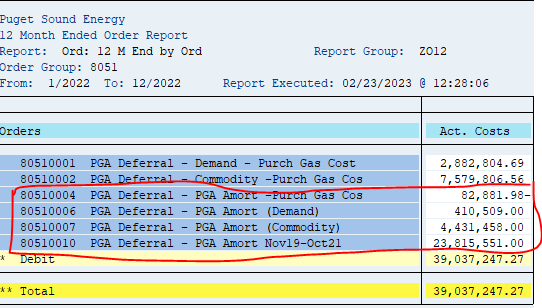 Puget Sound Energy
12 Month Ended Order Report
Report: Ord: 12 M End by Ord Report Group: ZO12
Order Group: 8051
From: 1/2022 To: 12/2022 Report Executed: 02/23/2023 @ 12:28:06
Orders Act. Costs
80510001 PGA Deferral - Demand - Purch Gas Cost 2,882,804.69
80510002 PGA Deferral - Commodity -Purch Gas Cos 7,579,806.56
80510004 PGA Deferral - PGA Amort -Purch Gas Cos 82,881.98-
80510006 PGA Deferral - PGA Amort (Demand) 410,509.00
80510007 PGA Deferral - PGA Amort (Commodity) 4,431,458.00
80510010 PGA Deferral - PGA Amort Nov19-Oct21 23,815,551.00
* Debit 39,037,247.27
** Total 39,037,247.27